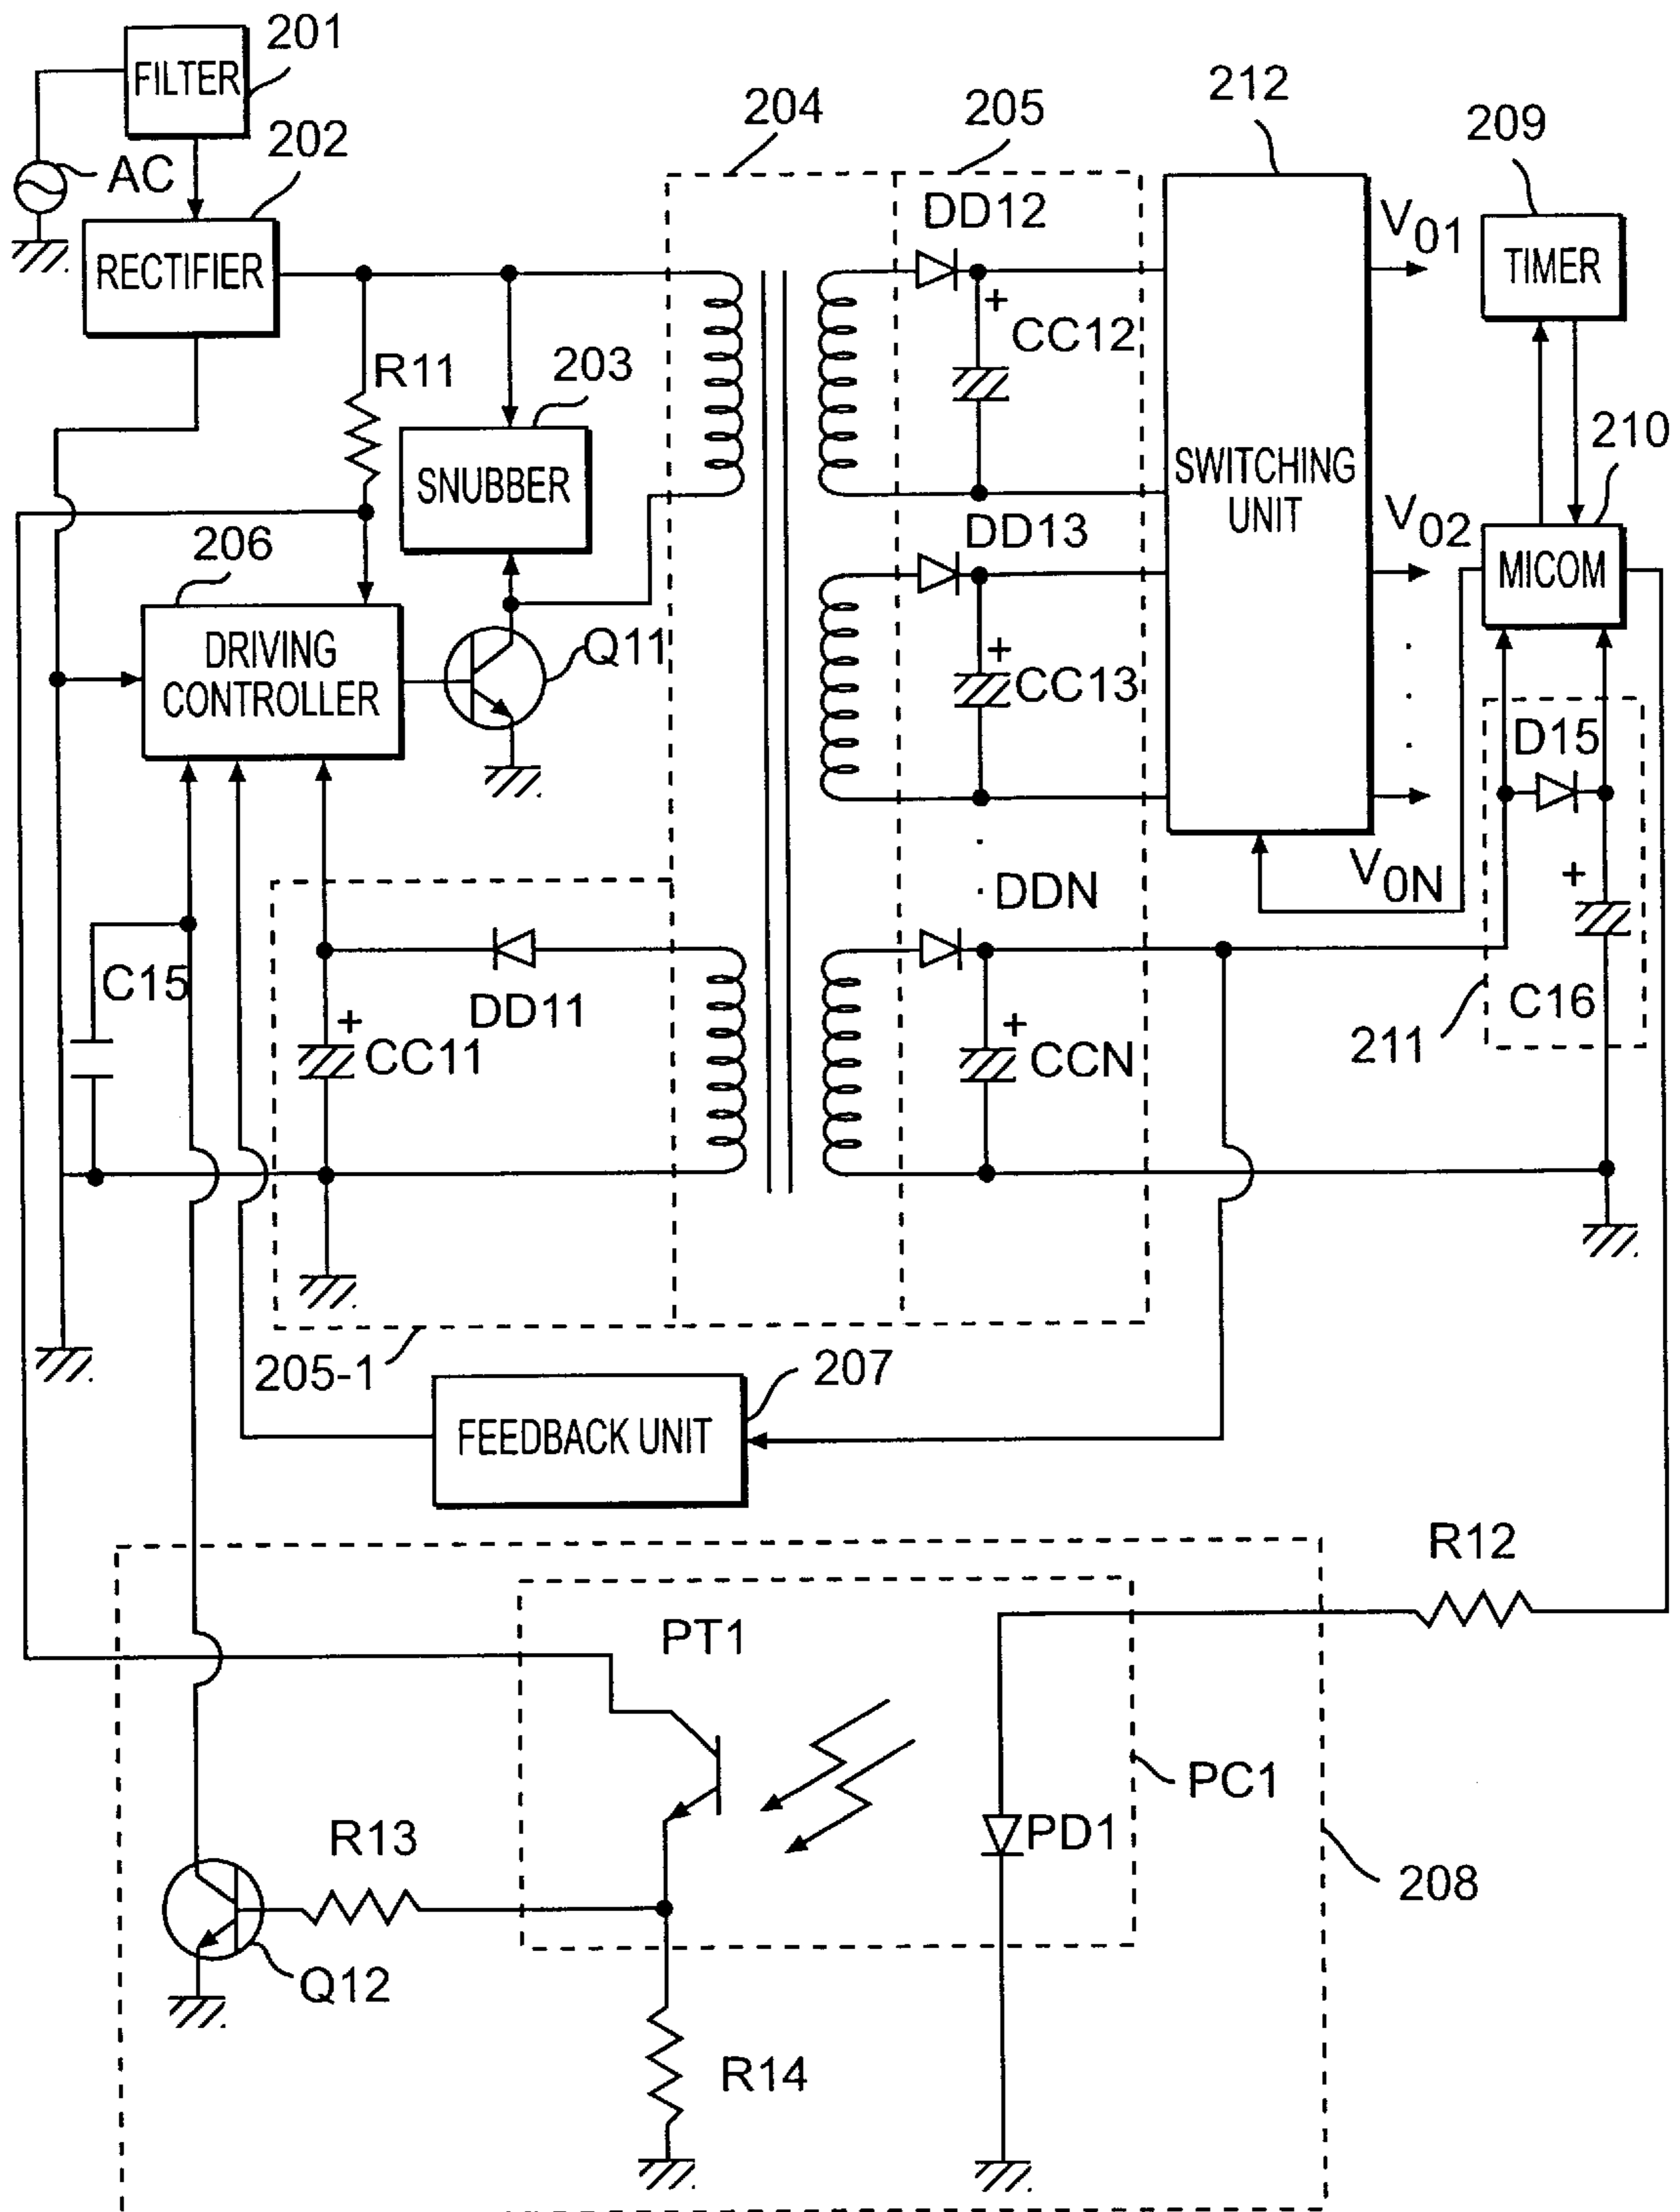 201
FILTER
AC
202
RECTIFIER
204
205
212
209
DD12
V01
TIMER
CC12
R11
203
SNUBBER
SWITCHING
UNIT
210
V02
MICOM
DD13
206
DRIVING
CONTROLLER
Q11
CC13
D15
V0N
DDN
C15
DD11
CC11
CCN
C16
211
205-1
207
FEEDBACK UNIT
R12
PT1
PC1
PD1
R13
208
Q12
R14
+
+
+
+
+